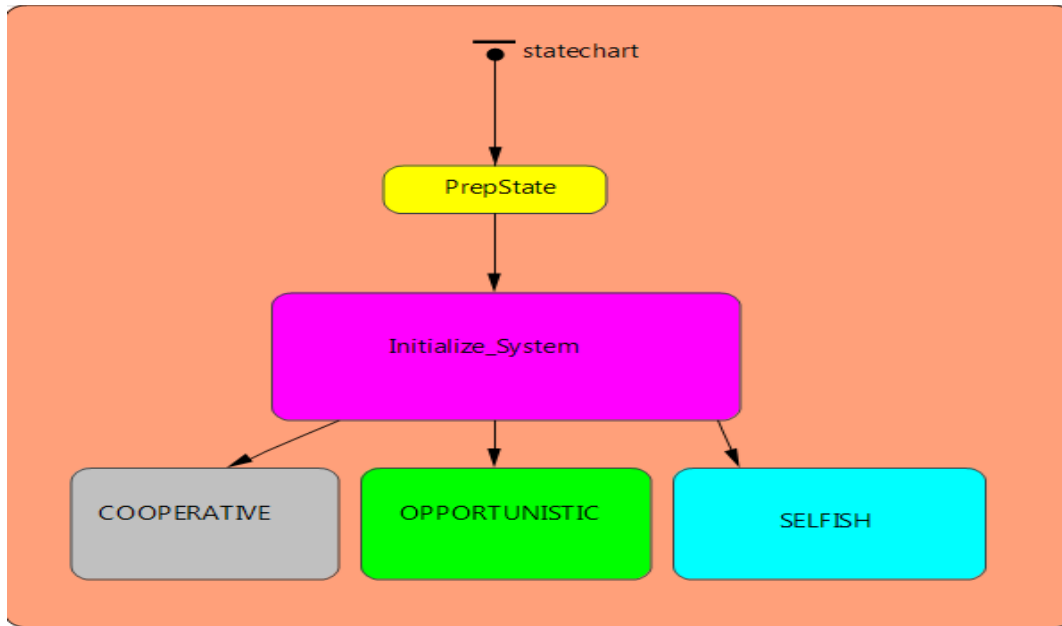 statechart
PrepState
Initialize_System
COOPERATIVE
OPPORTUNISTIC
SELFISH